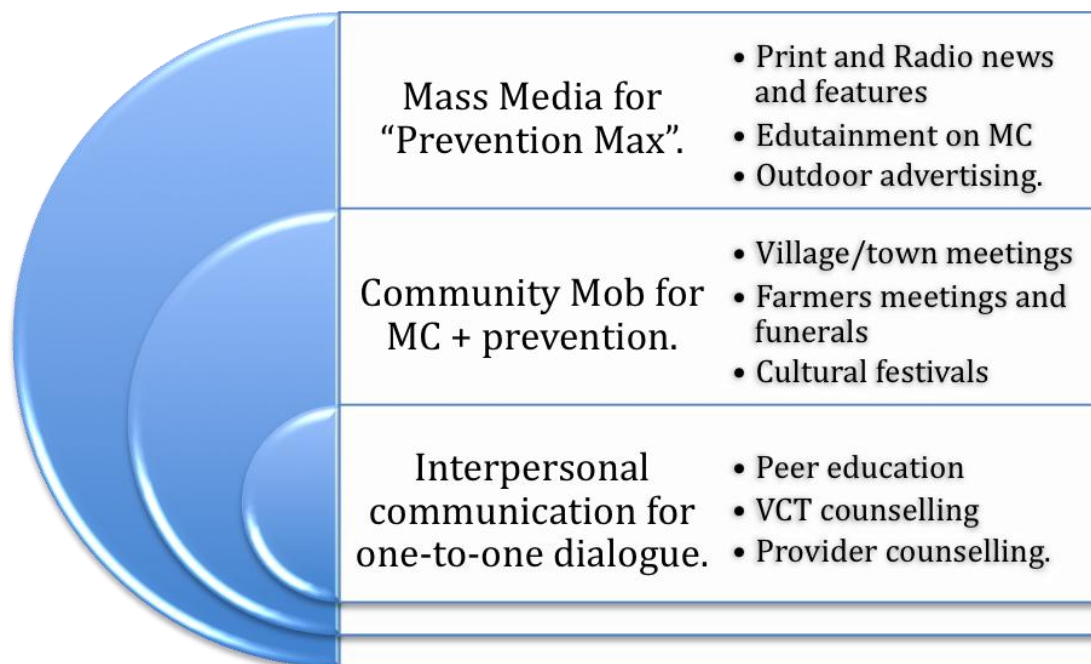 Mass Media for
“Prevention Max”.
• Print and Radio news
and features
• Edutainment on MC
• Outdoor advertising.
Community Mob for
MC + prevention.
• Village/town meetings
• Farmers meetings and
funerals
• Cultural festivals
Interpersonal
communication for
one-to-one dialogue.
• Peer education
• VCT counselling
• Provider counselling.